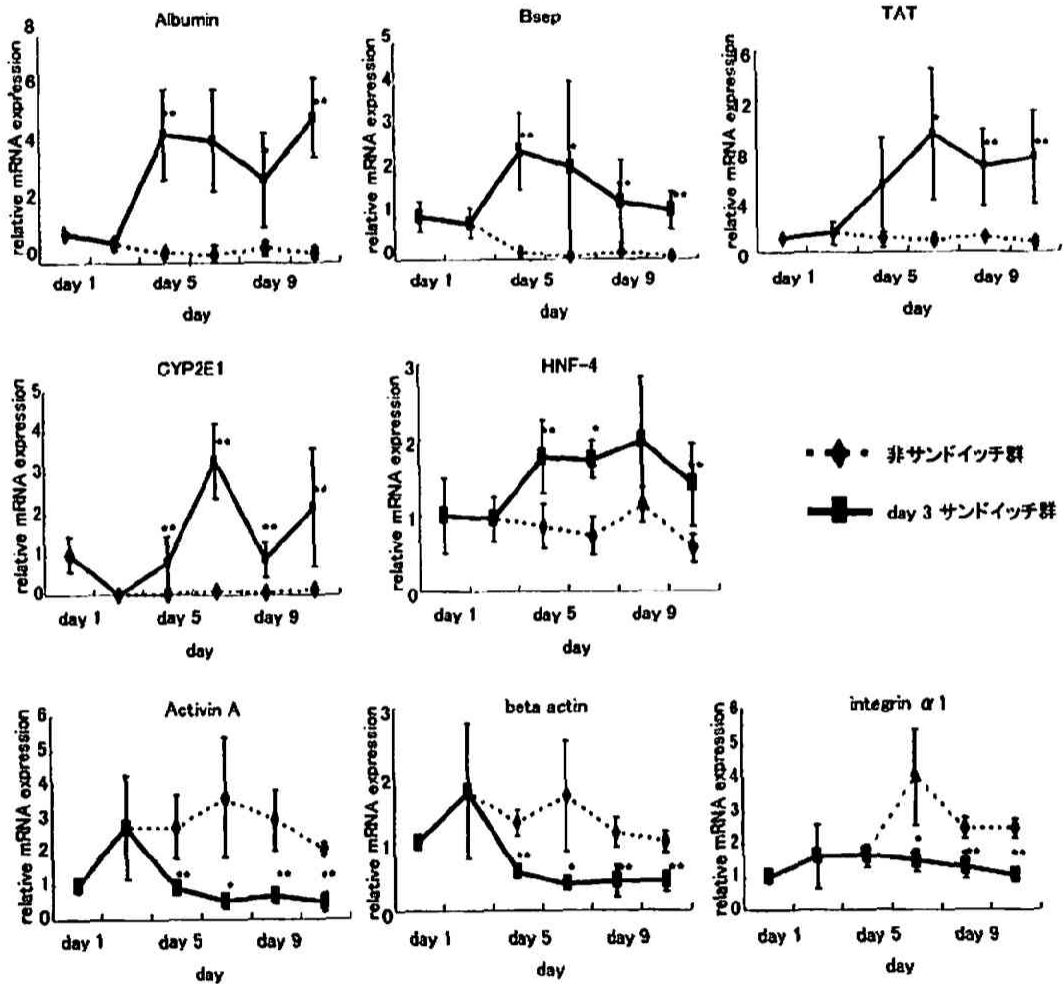 Albumin
relative mRNA expression
8
6
4
2
0
day 1 day 5 day 9
day
Bsep
relative mRNA expression
5
4
3
2
1
0
day 1 day 5 day 9
day
TAT
relative mRNA expression
16
12
8
4
0
day 1 day 5 day 9
day
CYP2E1
relative mRNA expression
5
4
3
2
1
0
day 1 day 5 day 9
day
HNF-4
relative mRNA expression
3
2
1
0
day 1 day 5 day 9
day
非サンドイッチ群
day 3 サンドイッチ群
Activin A
relative mRNA expression
6
5
4
3
2
1
0
day 1 day 5 day 9
day
beta actin
relative mRNA expression
3
2
1
0
day 1 day 5 day 9
day
integrin α1
relative mRNA expression
6
5
4
3
2
1
0
day 1 day 5 day 9
day